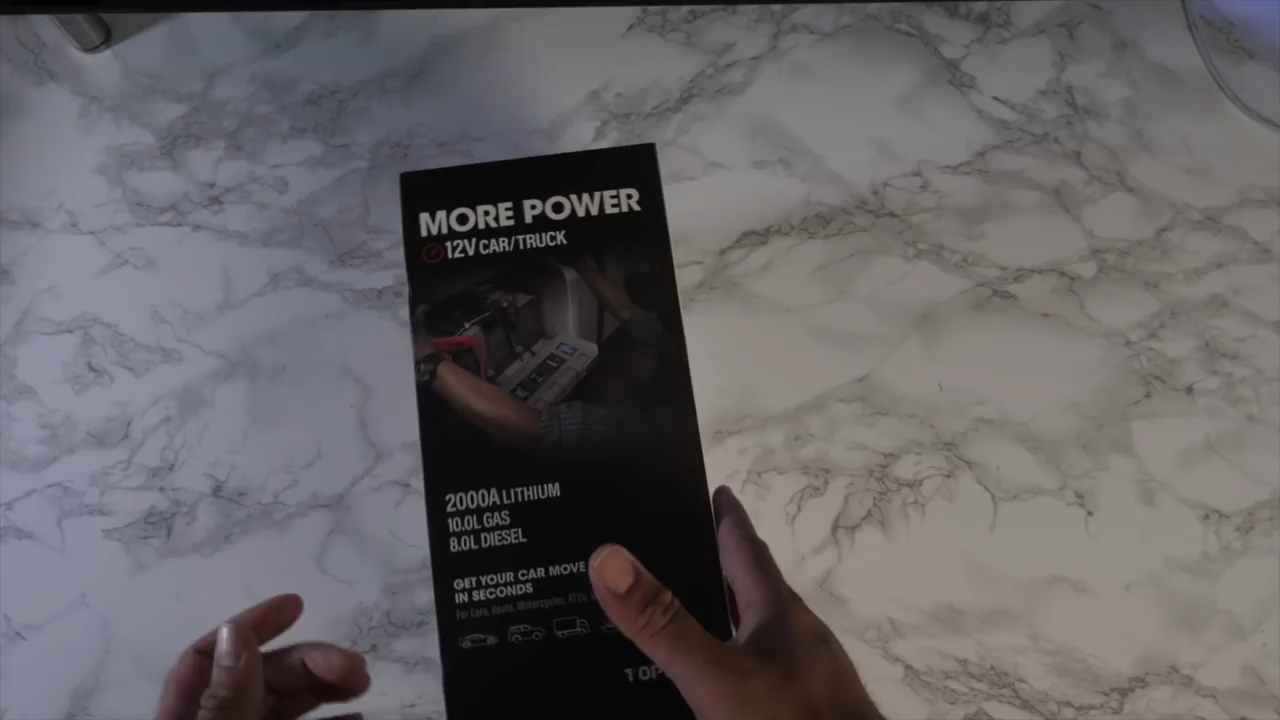 MORE POWER
12V CAR/TRUCK
2000A LITHIUM
10.0L GAS
8.0L DIESEL
GET YOUR CAR MOVE
IN SECONDS
For Cars, Boats, Motorcycles, ATVs,